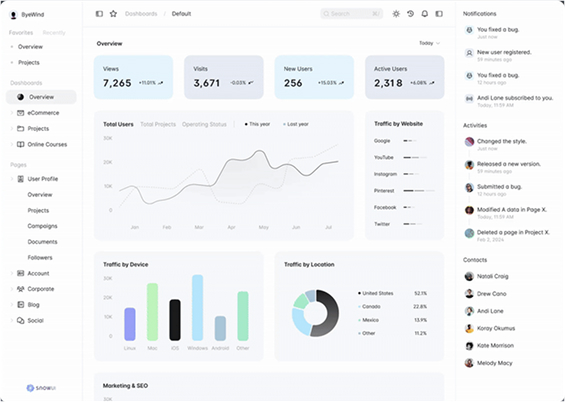 ByeWind
Favorites Recently
Overview
Projects
Dashboards
Overview
eCommerce
Projects
Online Courses
Pages
User Profile
Overview
Projects
Campaigns
Documents
Followers
Account
Corporate
Blog
Social
snowUI
Dashboards / Default
Search
Overview
Today
Views
7,265 +11.01%
Visits
3,671 -0.03%
New Users
256 +15.03%
Active Users
2,318 +6.08%
Total Users Total Projects Operating Status This year Last year
30K
20K
10K
0
Jan Feb Mar Apr May Jun Jul
Traffic by Website
Google
YouTube
Instagram
Pinterest
Facebook
Twitter
Traffic by Device
30K
20K
10K
0
Linux Mac iOS Windows Android Other
Traffic by Location
United States 52.1%
Canada 22.8%
Mexico 13.9%
Other 11.2%
Marketing & SEO
Notifications
You fixed a bug.
Just now
New user registered.
59 minutes ago
You fixed a bug.
12 hours ago
Andi Lane subscribed to you.
Today, 11:59 AM
Activities
Changed the style.
Just now
Released a new version.
59 minutes ago
Submitted a bug.
12 hours ago
Modified A data in Page X.
Today, 11:59 AM
Deleted a page in Project X.
Feb 2, 2024
Contacts
Natali Craig
Drew Cano
Andi Lane
Koray Okumus
Kate Morrison
Melody Macy